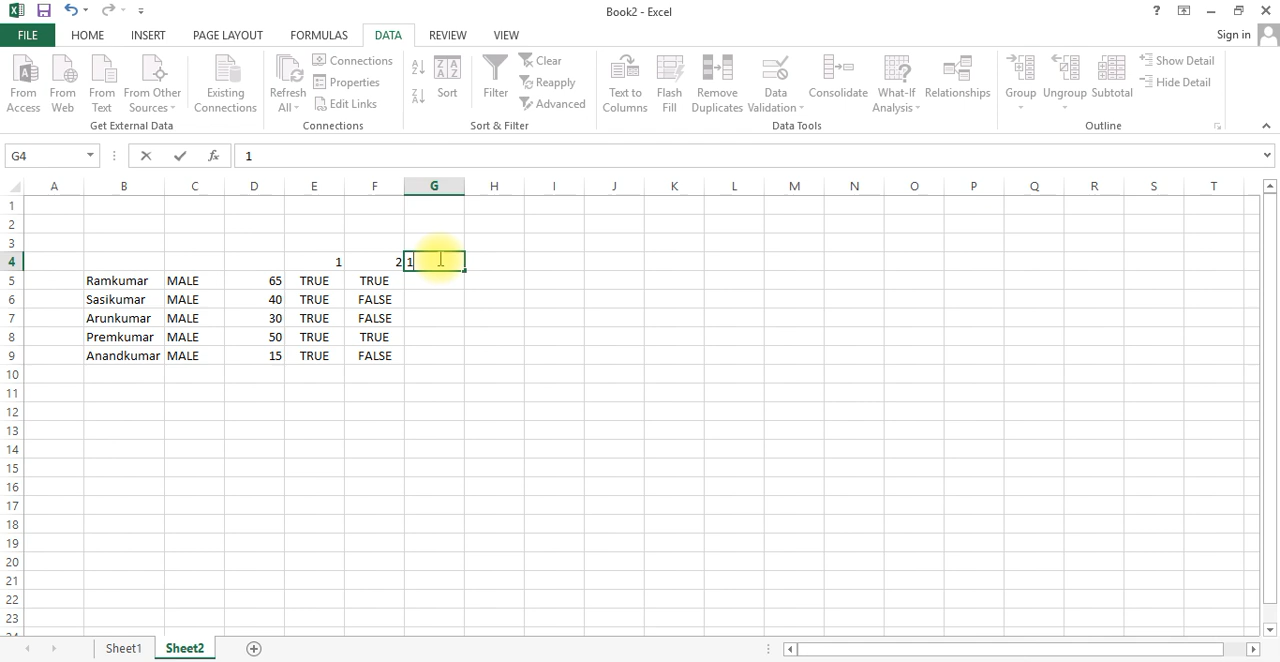 Book2 - Excel
Sign in
FILE HOME INSERT PAGE LAYOUT FORMULAS DATA REVIEW VIEW
From Access
From Web
From Text
From Other Sources
Existing Connections
Get External Data
Refresh All
Connections
Properties
Edit Links
Connections
Sort
Filter
Clear
Reapply
Advanced
Sort & Filter
Text to Columns
Flash Fill
Remove Duplicates
Data Validation
Consolidate
What-If Analysis
Relationships
Data Tools
Group
Ungroup
Subtotal
Show Detail
Hide Detail
Outline
G4 fx 1
A B C D E F G H I J K L M N O P Q R S T
1
2
3
4 1 2 1
5 Ramkumar MALE 65 TRUE TRUE
6 Sasikumar MALE 40 TRUE FALSE
7 Arunkumar MALE 30 TRUE FALSE
8 Premkumar MALE 50 TRUE TRUE
9 Anandkumar MALE 15 TRUE FALSE
10
11
12
13
14
15
16
17
18
19
20
21
22
23
Sheet1 Sheet2